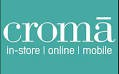 cromā
in-store | online | mobile